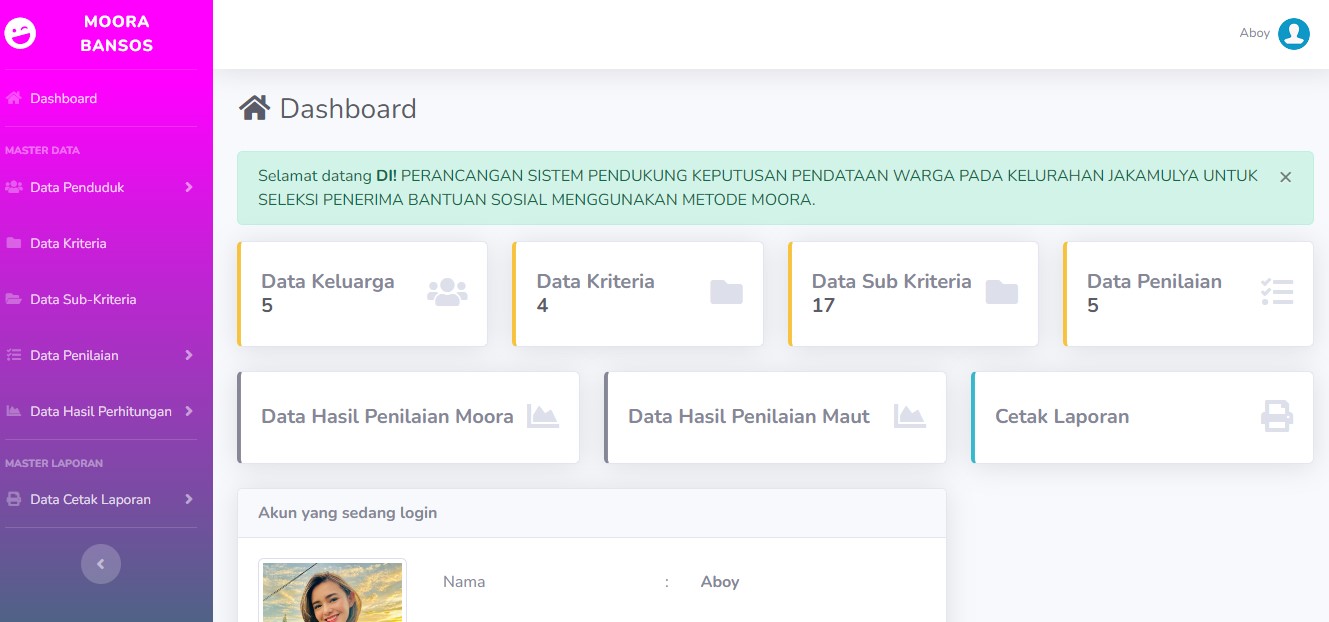 MOORA
BANSOS
Aboy
Dashboard
MASTER DATA
Data Penduduk
Data Kriteria
Data Sub-Kriteria
Data Penilaian
Data Hasil Perhitungan
MASTER LAPORAN
Data Cetak Laporan
Dashboard
Selamat datang DI! PERANCANGAN SISTEM PENDUKUNG KEPUTUSAN PENDATAAN WARGA PADA KELURAHAN JAKAMULYA UNTUK
SELEKSI PENERIMA BANTUAN SOSIAL MENGGUNAKAN METODE MOORA.
Data Keluarga
5
Data Kriteria
4
Data Sub Kriteria
17
Data Penilaian
5
Data Hasil Penilaian Moora
Data Hasil Penilaian Maut
Cetak Laporan
Akun yang sedang login
Nama : Aboy